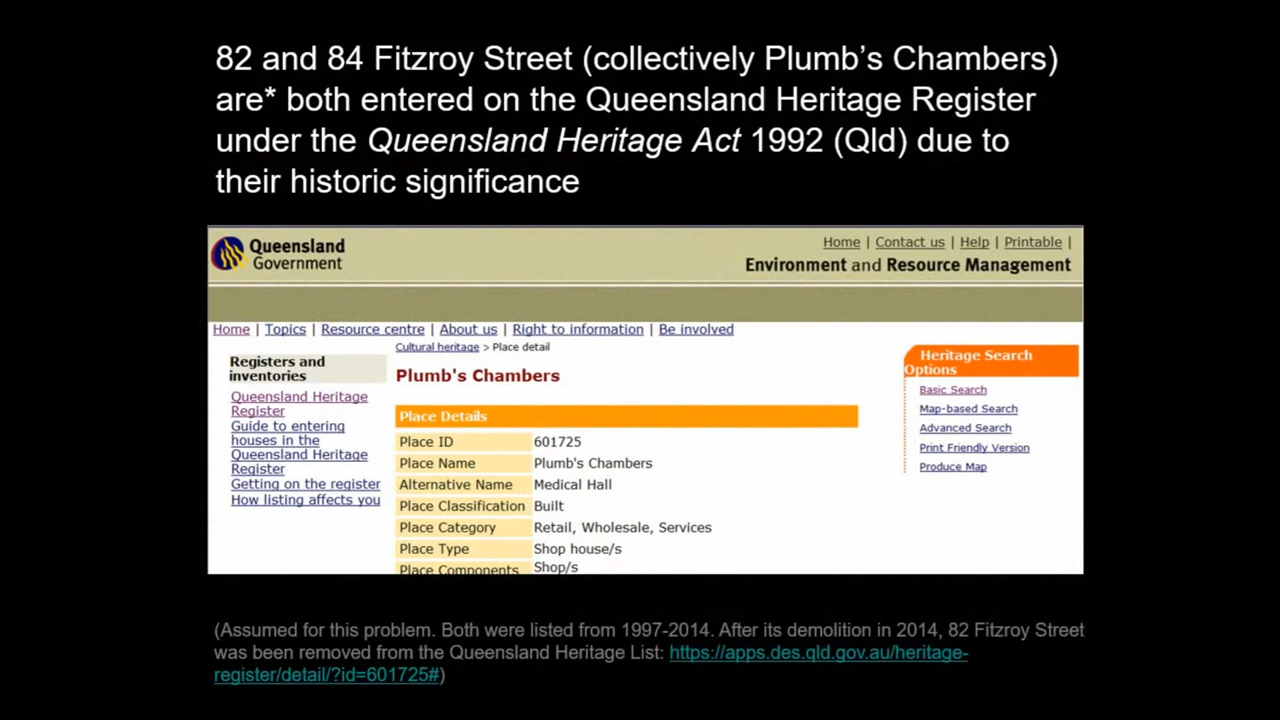 82 and 84 Fitzroy Street (collectively Plumb’s Chambers)
are* both entered on the Queensland Heritage Register
under the Queensland Heritage Act 1992 (Qld) due to
their historic significance
Queensland
Government
Home | Contact us | Help | Printable |
Environment and Resource Management
Home | Topics | Resource centre | About us | Right to information | Be involved
Cultural heritage > Place detail
Registers and
inventories
Queensland Heritage
Register
Guide to entering
houses in the
Queensland Heritage
Register
Getting on the register
How listing affects you
Plumb's Chambers
Place Details
Place ID 601725
Place Name Plumb's Chambers
Alternative Name Medical Hall
Place Classification Built
Place Category Retail, Wholesale, Services
Place Type Shop house/s
Place Components Shop/s
Heritage Search
Options
Basic Search
Map-based Search
Advanced Search
Print Friendly Version
Produce Map
(Assumed for this problem. Both were listed from 1997-2014. After its demolition in 2014, 82 Fitzroy Street
was been removed from the Queensland Heritage List: https://apps.des.qld.gov.au/heritage-
register/detail/?id=601725#)